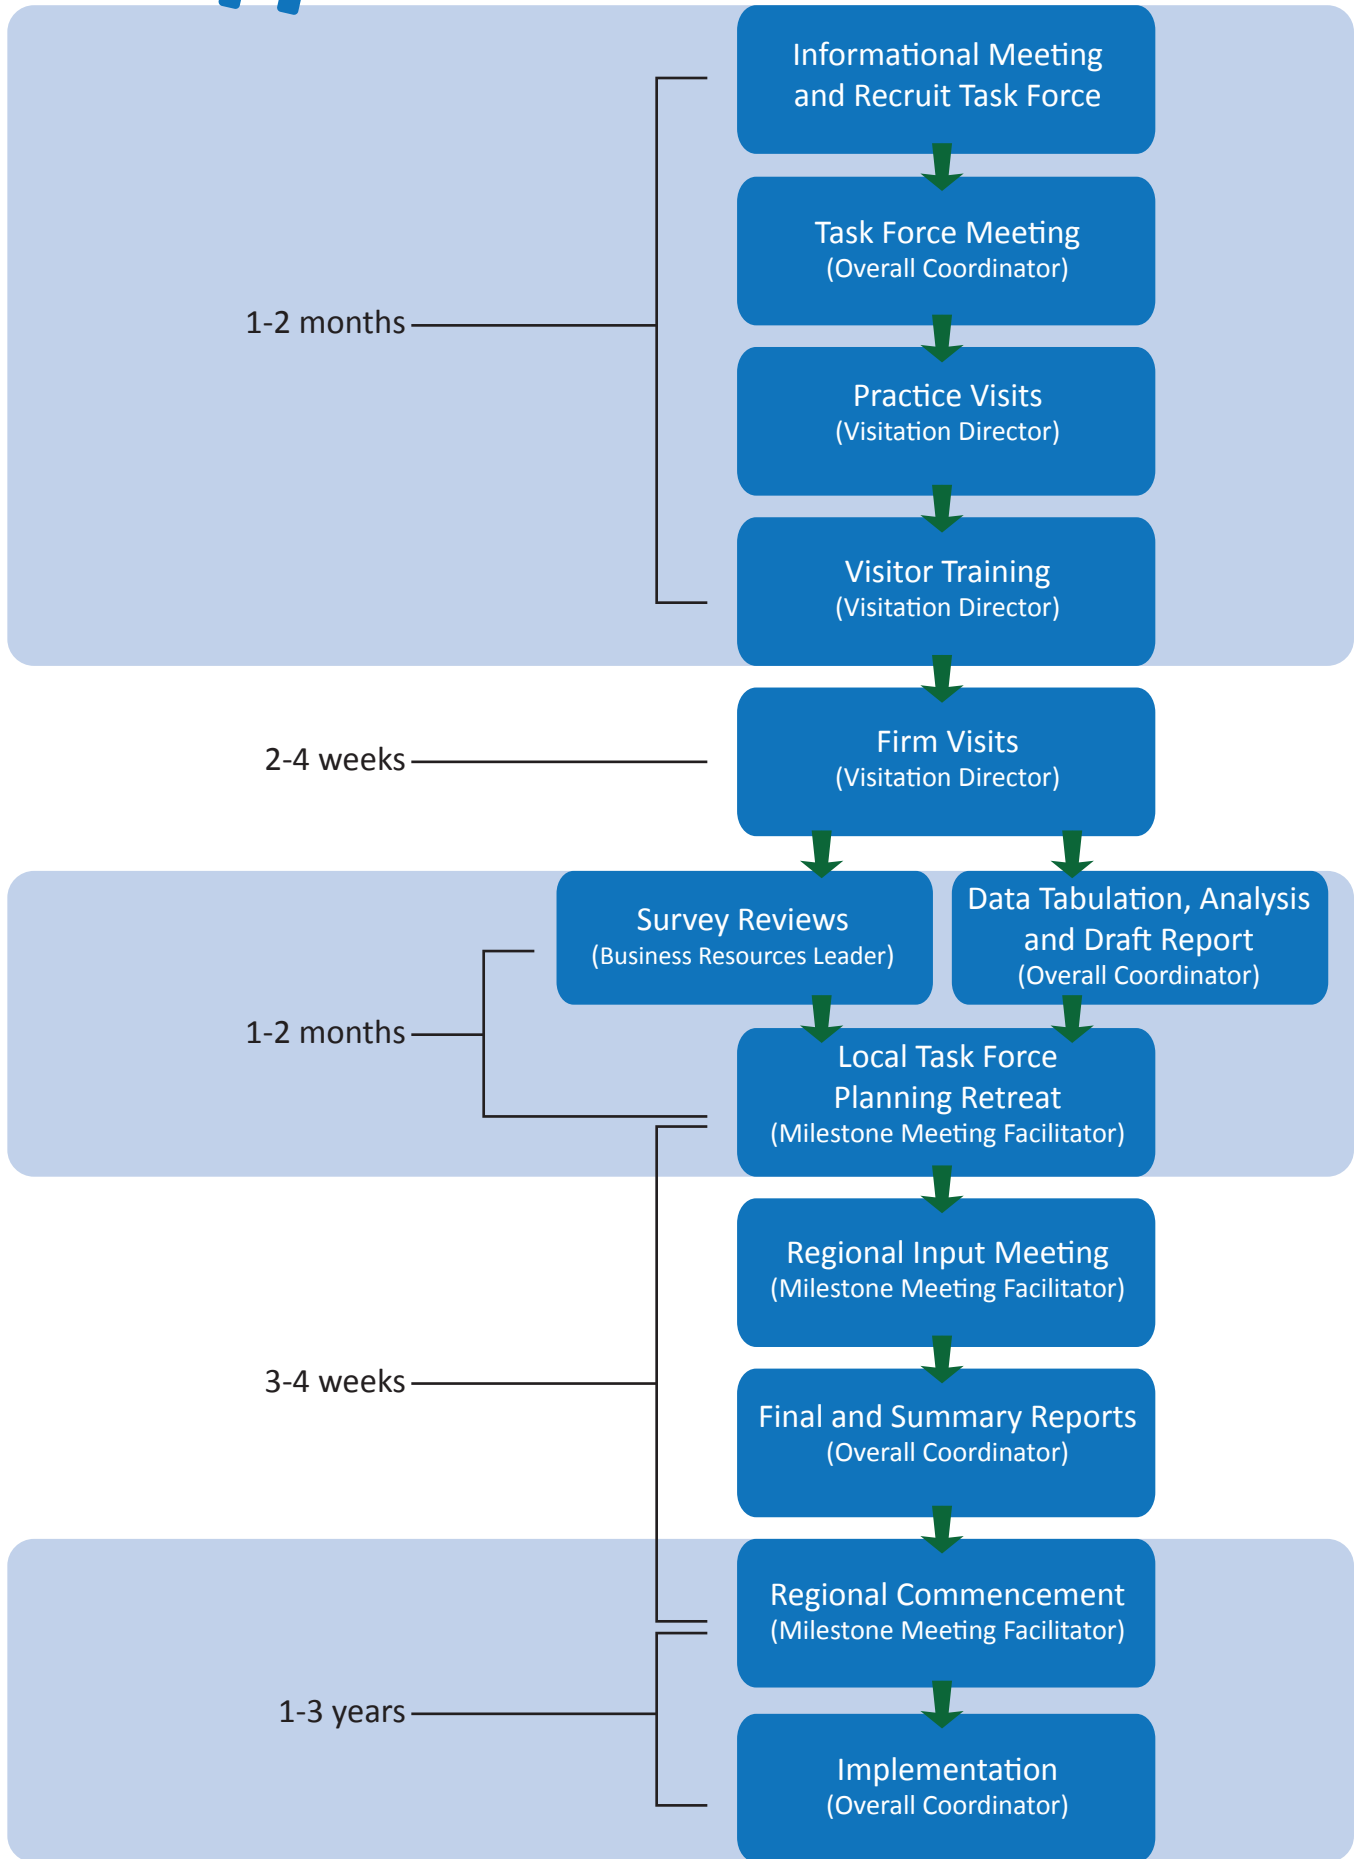 Informational Meeting
and Recruit Task Force
Task Force Meeting
(Overall Coordinator)
1-2 months
Practice Visits
(Visitation Director)
Visitor Training
(Visitation Director)
2-4 weeks
Firm Visits
(Visitation Director)
Survey Reviews
(Business Resources Leader)
Data Tabulation, Analysis
and Draft Report
(Overall Coordinator)
1-2 months
Local Task Force
Planning Retreat
(Milestone Meeting Facilitator)
Regional Input Meeting
(Milestone Meeting Facilitator)
3-4 weeks
Final and Summary Reports
(Overall Coordinator)
Regional Commencement
(Milestone Meeting Facilitator)
1-3 years
Implementation
(Overall Coordinator)